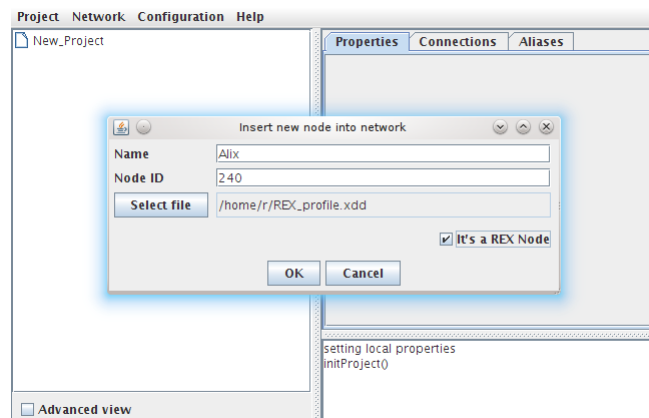 Project Network Configuration Help
New_Project
Properties Connections Aliases
Insert new node into network
Name Alix
Node ID 240
Select file /home/r/REX_profile.xdd
It's a REX Node
OK Cancel
setting local properties
initProject()
Advanced view